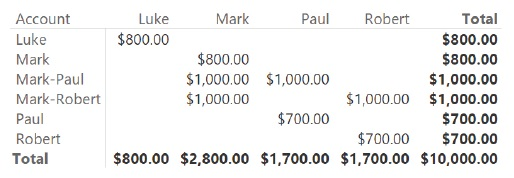 Account Luke Mark Paul Robert Total
Luke $800.00 $800.00
Mark $800.00 $800.00
Mark-Paul $1,000.00 $1,000.00 $1,000.00
Mark-Robert $1,000.00 $1,000.00 $1,000.00
Paul $700.00 $700.00
Robert $700.00 $700.00
Total $800.00 $2,800.00 $1,700.00 $1,700.00 $10,000.00